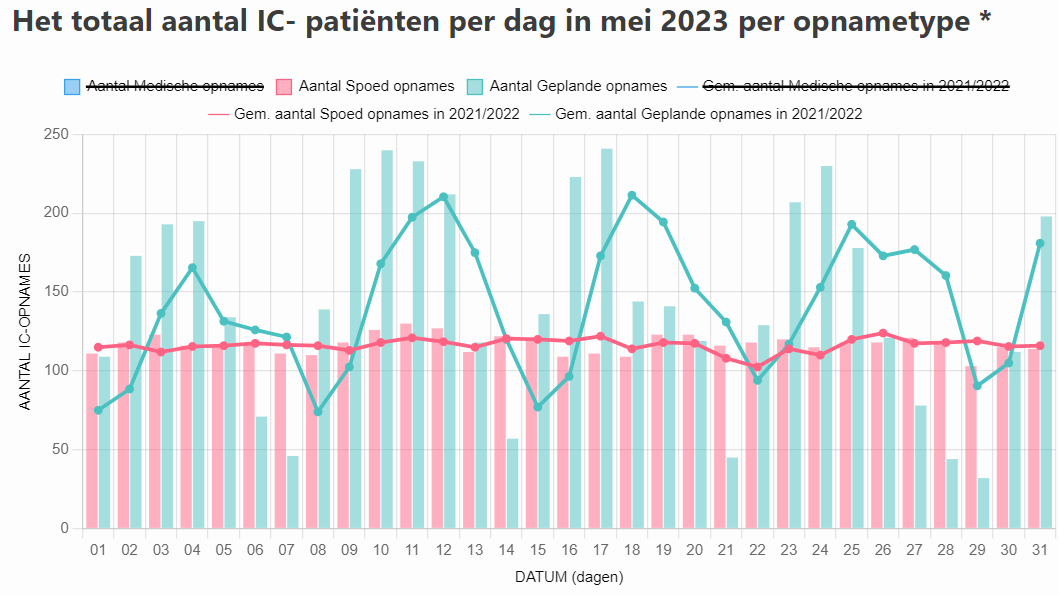 Het totaal aantal IC- patiënten per dag in mei 2023 per opnametype *
Aantal Medische opnames Aantal Spoed opnames Aantal Geplande opnames Gem. aantal Medische opnames in 2021/2022
Gem. aantal Spoed opnames in 2021/2022 Gem. aantal Geplande opnames in 2021/2022
250
200
150
100
50
0
AANTAL IC-OPNAMES
01 02 03 04 05 06 07 08 09 10 11 12 13 14 15 16 17 18 19 20 21 22 23 24 25 26 27 28 29 30 31
DATUM (dagen)